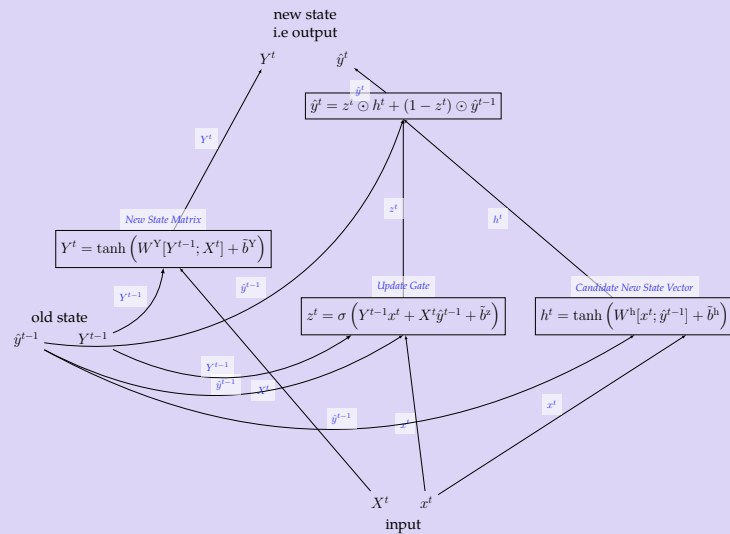 new state
i.e output
Y^t ŷ^t
ŷ^t
ŷ^t = z^t ⊙ h^t + (1 − z^t) ⊙ ŷ^{t−1}
Y^t
z^t
h^t
New State Matrix
Y^t = tanh (W^Y[Y^{t−1}; X^t] + b̃^Y)
Y^{t−1}
ŷ^{t−1}
Update Gate
z^t = σ (Y^{t−1}x^t + X^tŷ^{t−1} + b̃^z)
Candidate New State Vector
h^t = tanh (W^h[x^t; ŷ^{t−1}] + b̃^h)
old state
ŷ^{t−1} Y^{t−1}
Y^{t−1}
ŷ^{t−1}
X^t
ŷ^{t−1}
x^t
x^t
X^t x^t
input